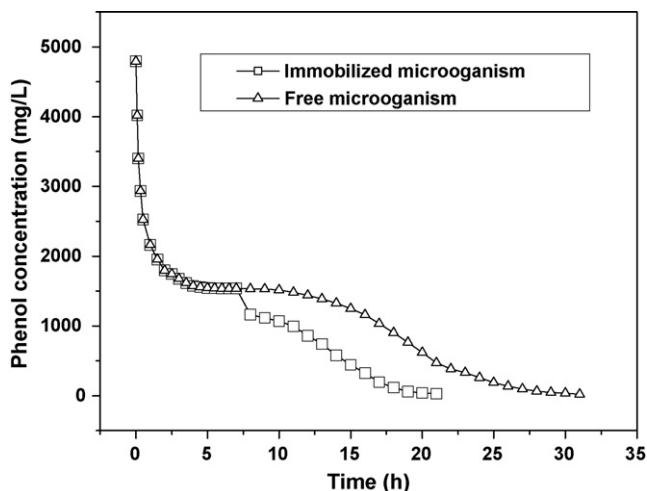 Phenol concentration (mg/L)
5000
4000
3000
2000
1000
0
Immobilized microoganism
Free microoganism
0 5 10 15 20 25 30 35
Time (h)